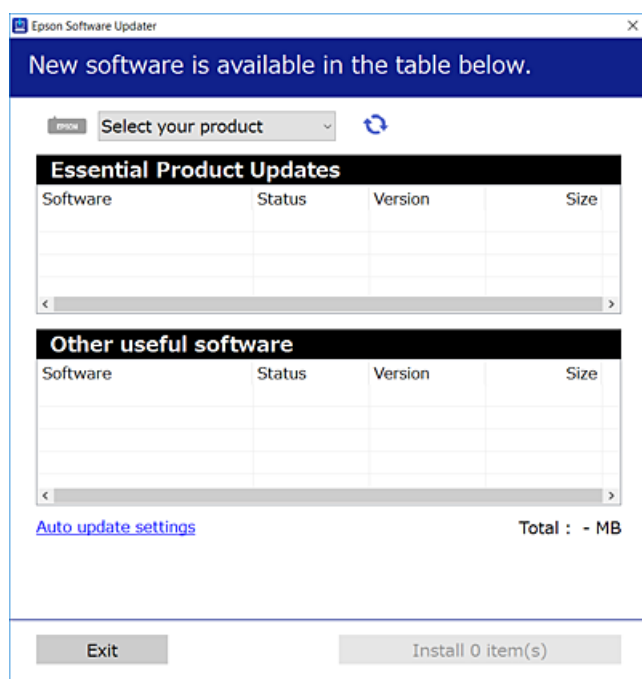 Epson Software Updater
New software is available in the table below.
EPSON Select your product
Essential Product Updates
Software Status Version Size
Other useful software
Software Status Version Size
Auto update settings Total : - MB
Exit Install 0 item(s)